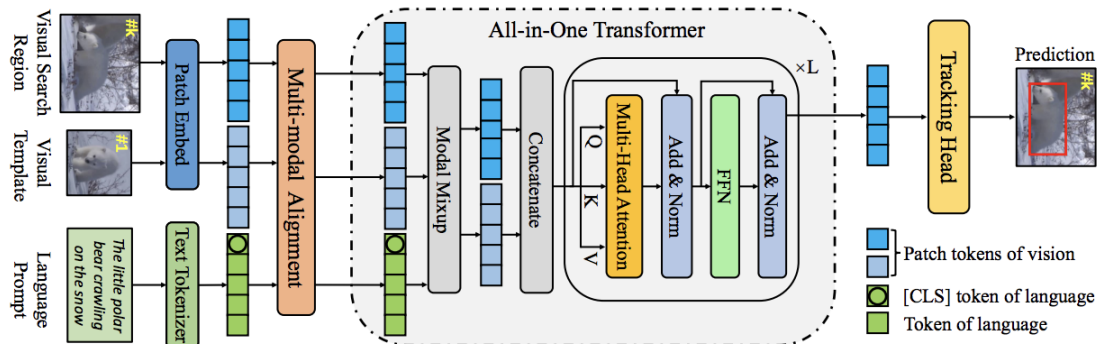 Visual Search
Region
#k
Visual
Template
#1
Language
Prompt
The little polar
bear crawling
on the snow
Patch Embed
Text Tokenizer
Multi-modal Alignment
All-in-One Transformer
Modal Mixup
Concatenate
×L
Q
K
V
Multi-Head Attention
Add & Norm
FFN
Add & Norm
Tracking Head
Prediction
#k
Patch tokens of vision
[CLS] token of language
Token of language